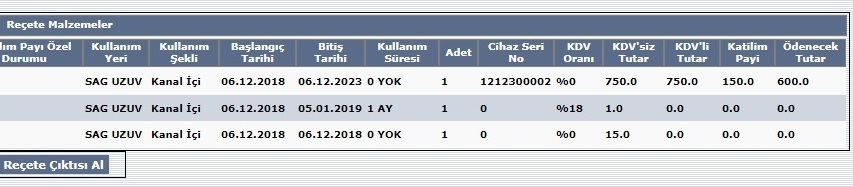 Reçete Malzemeler
lım Payı Özel Durumu Kullanım Yeri Kullanım Şekli Başlangıç Tarihi Bitiş Tarihi Kullanım Süresi Adet Cihaz Seri No KDV Oranı KDV'siz Tutar KDV'li Tutar Katilim Payi Ödenecek Tutar
SAG UZUV Kanal İçi 06.12.2018 06.12.2023 0 YOK 1 1212300002 %0 750.0 750.0 150.0 600.0
SAG UZUV Kanal İçi 06.12.2018 05.01.2019 1 AY 1 0 %18 1.0 0.0 0.0 0.0
SAG UZUV Kanal İçi 06.12.2018 06.12.2018 0 YOK 1 0 %0 15.0 0.0 0.0 0.0
Reçete Çıktısı Al